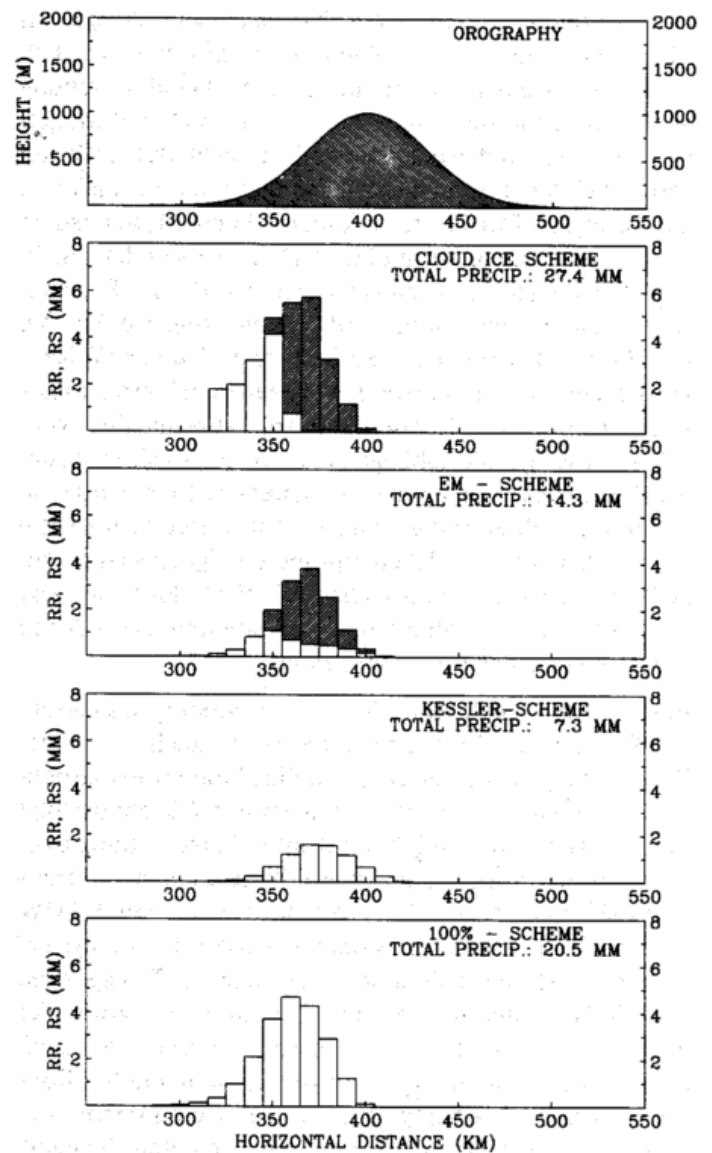 OROGRAPHY
HEIGHT (M)
2000
1500
1000
500
2000
1500
1000
500
300 350 400 450 500 550
CLOUD ICE SCHEME
TOTAL PRECIP.: 27.4 MM
RR, RS (MM)
8
6
4
2
8
6
4
2
300 350 400 450 500 550
EM - SCHEME
TOTAL PRECIP.: 14.3 MM
RR, RS (MM)
8
6
4
2
8
6
4
2
300 350 400 450 500 550
KESSLER-SCHEME
TOTAL PRECIP.: 7.3 MM
RR, RS (MM)
8
6
4
2
8
6
4
2
300 350 400 450 500 550
100% - SCHEME
TOTAL PRECIP.: 20.5 MM
RR, RS (MM)
8
6
4
2
8
6
4
2
300 350 400 450 500 550
HORIZONTAL DISTANCE (KM)